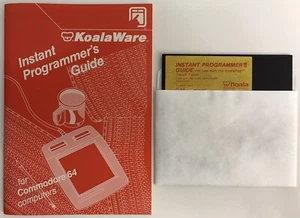 KoalaWare
Instant
Programmer's
Guide
for
Commodore 64
computers
INSTANT PROGRAMMER'S
GUIDE
Koala